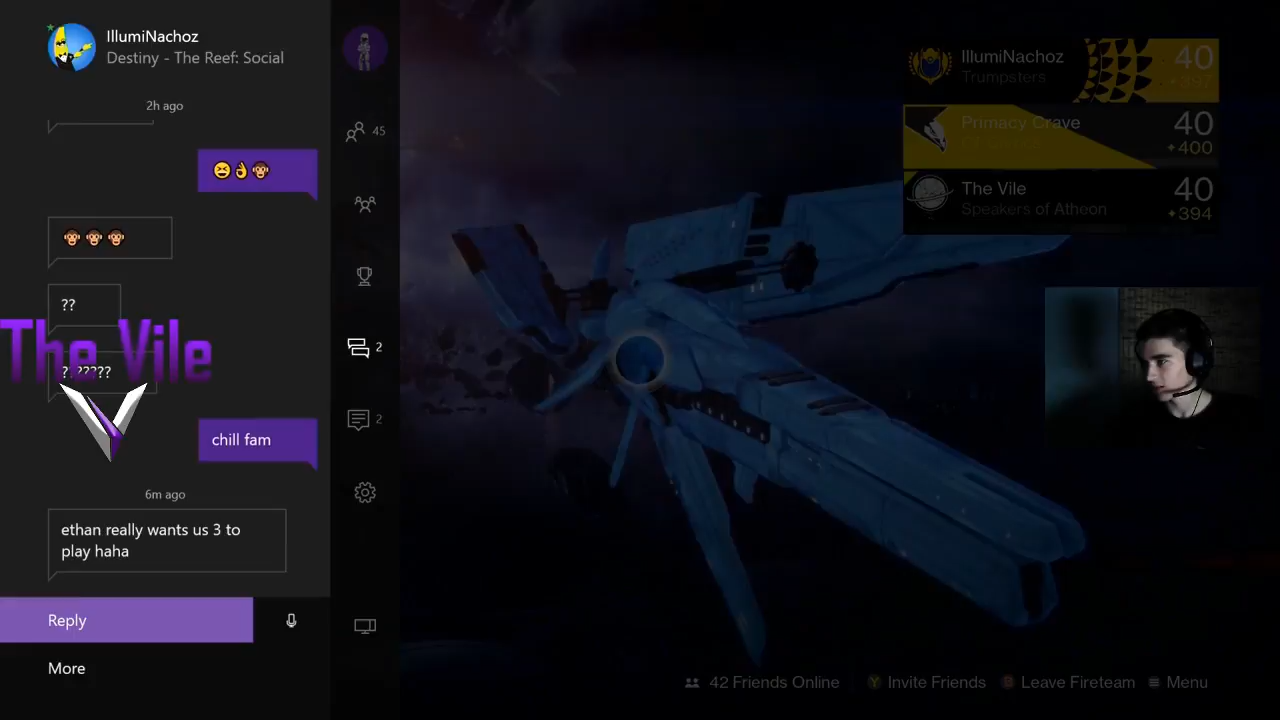 IllumiNachoz
Destiny - The Reef: Social
2h ago
??
???????
The Vile
chill fam
6m ago
ethan really wants us 3 to
play haha
Reply
More
45
2
2
IllumiNachoz
Trumpsters
40
+397
Primacy Crave
40
+400
The Vile
Speakers of Atheon
40
+394
42 Friends Online
Y Invite Friends
B Leave Fireteam
Menu